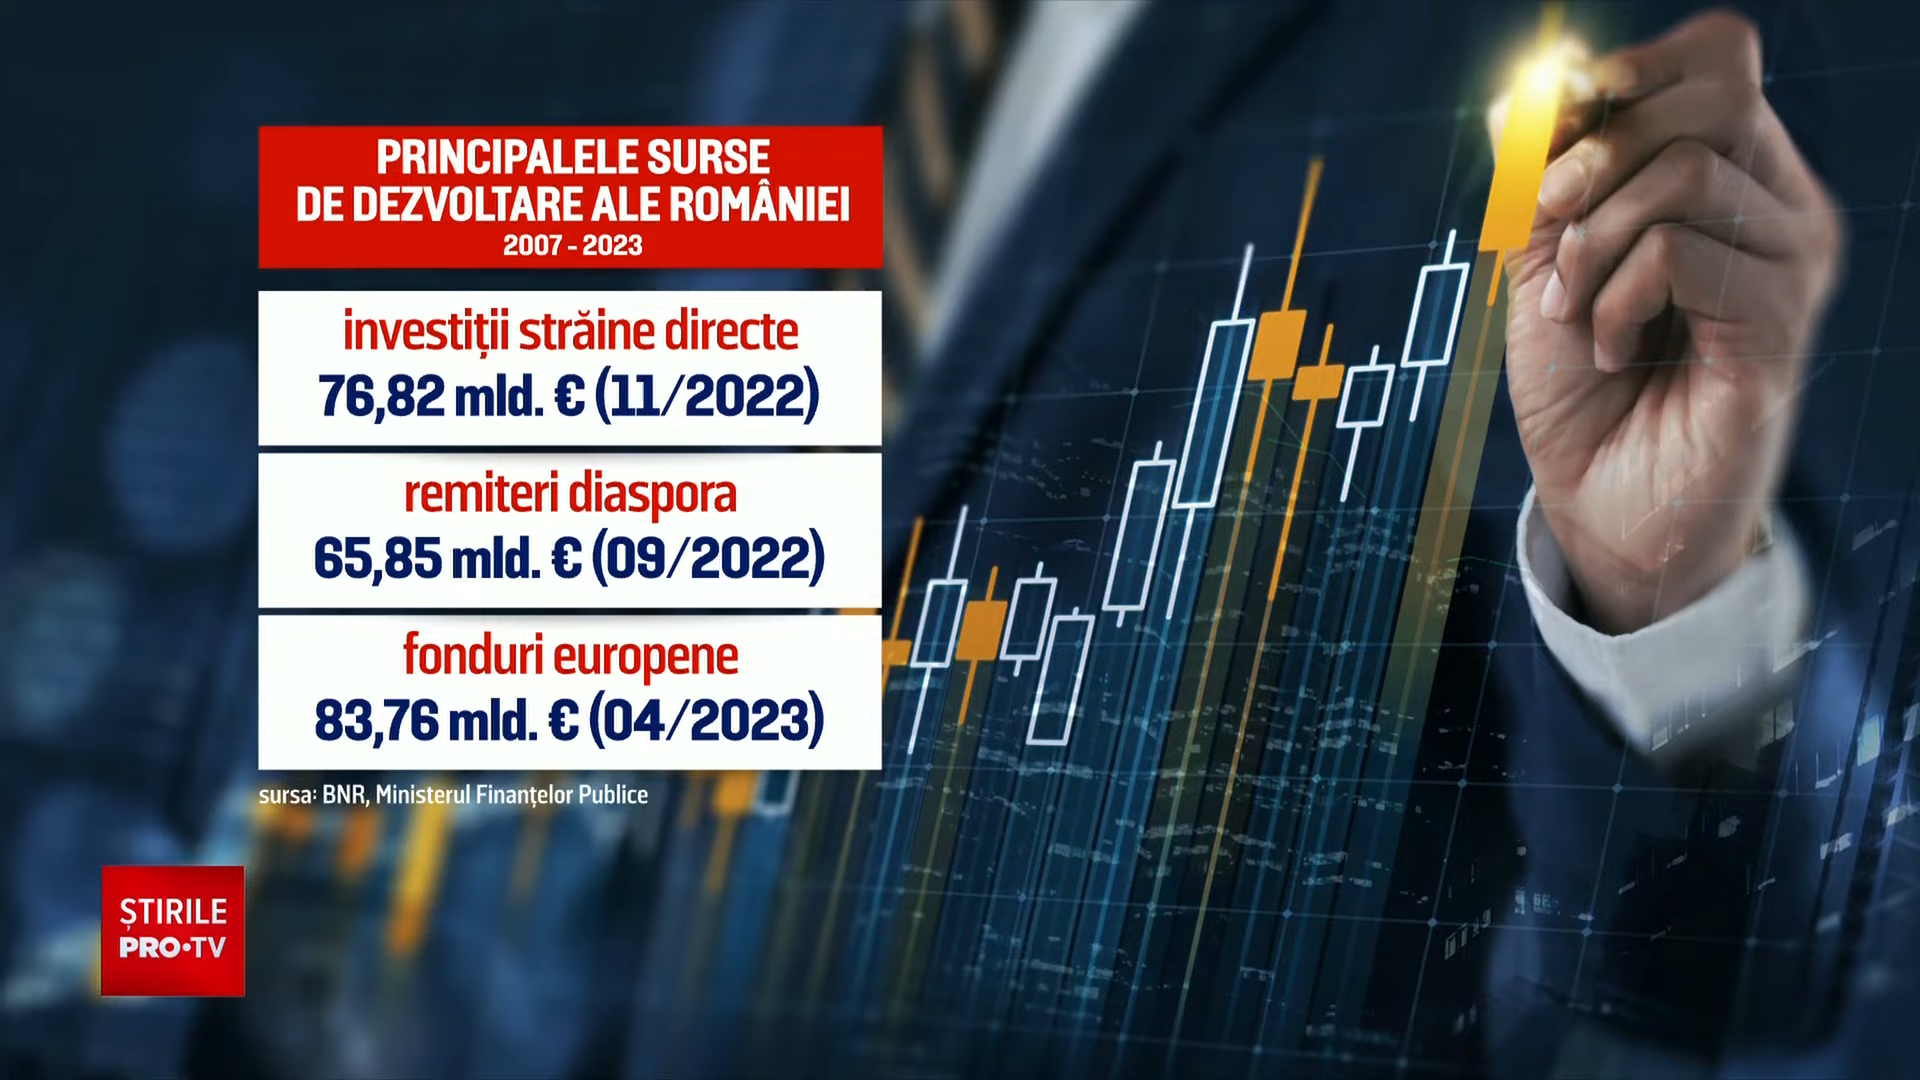 PRINCIPALELE SURSE
DE DEZVOLTARE ALE ROMÂNIEI
2007 - 2023
investiții străine directe
76,82 mld. € (11/2022)
remiteri diaspora
65,85 mld. € (09/2022)
fonduri europene
83,76 mld. € (04/2023)
sursa: BNR, Ministerul Finanțelor Publice
ȘTIRILE
PRO•TV